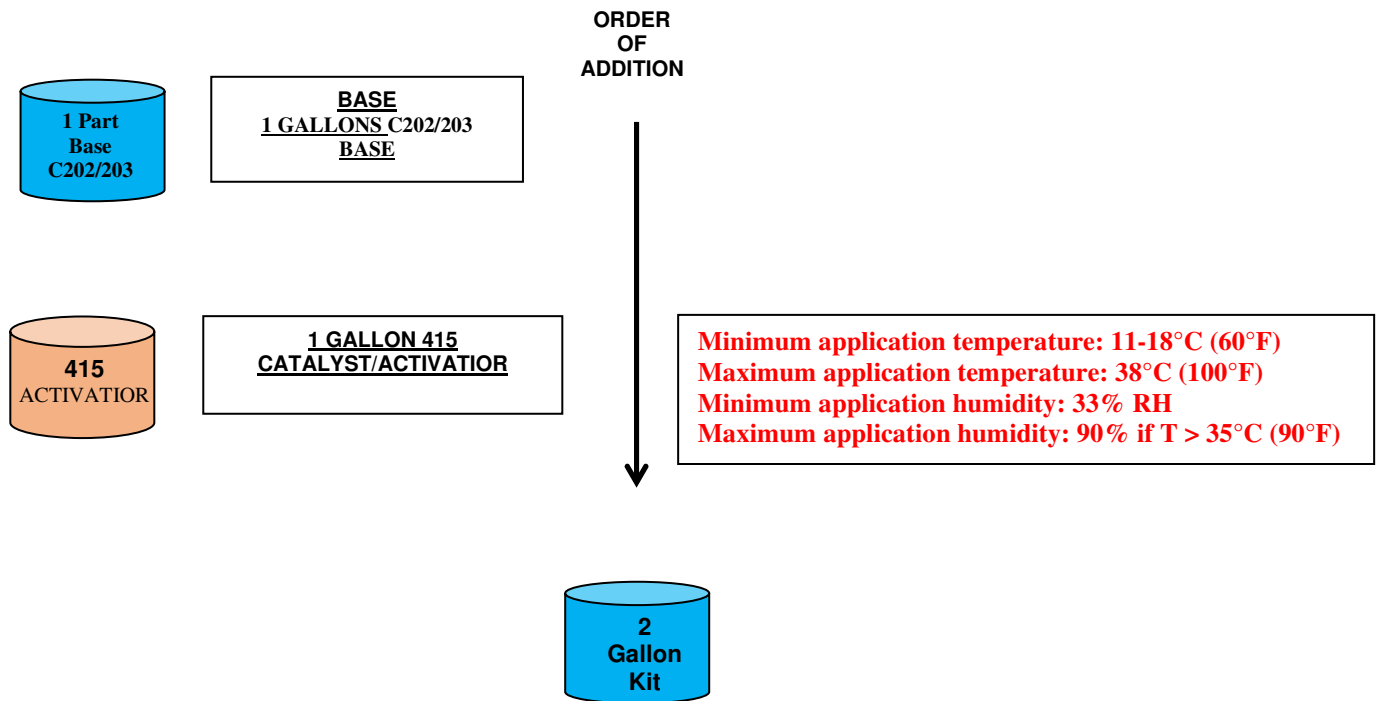 ORDER
OF
ADDITION
1 Part
Base
C202/203
BASE
1 GALLONS C202/203
BASE
415
ACTIVATIOR
1 GALLON 415
CATALYST/ACTIVATIOR
Minimum application temperature: 11-18°C (60°F)
Maximum application temperature: 38°C (100°F)
Minimum application humidity: 33% RH
Maximum application humidity: 90% if T > 35°C (90°F)
2
Gallon
Kit